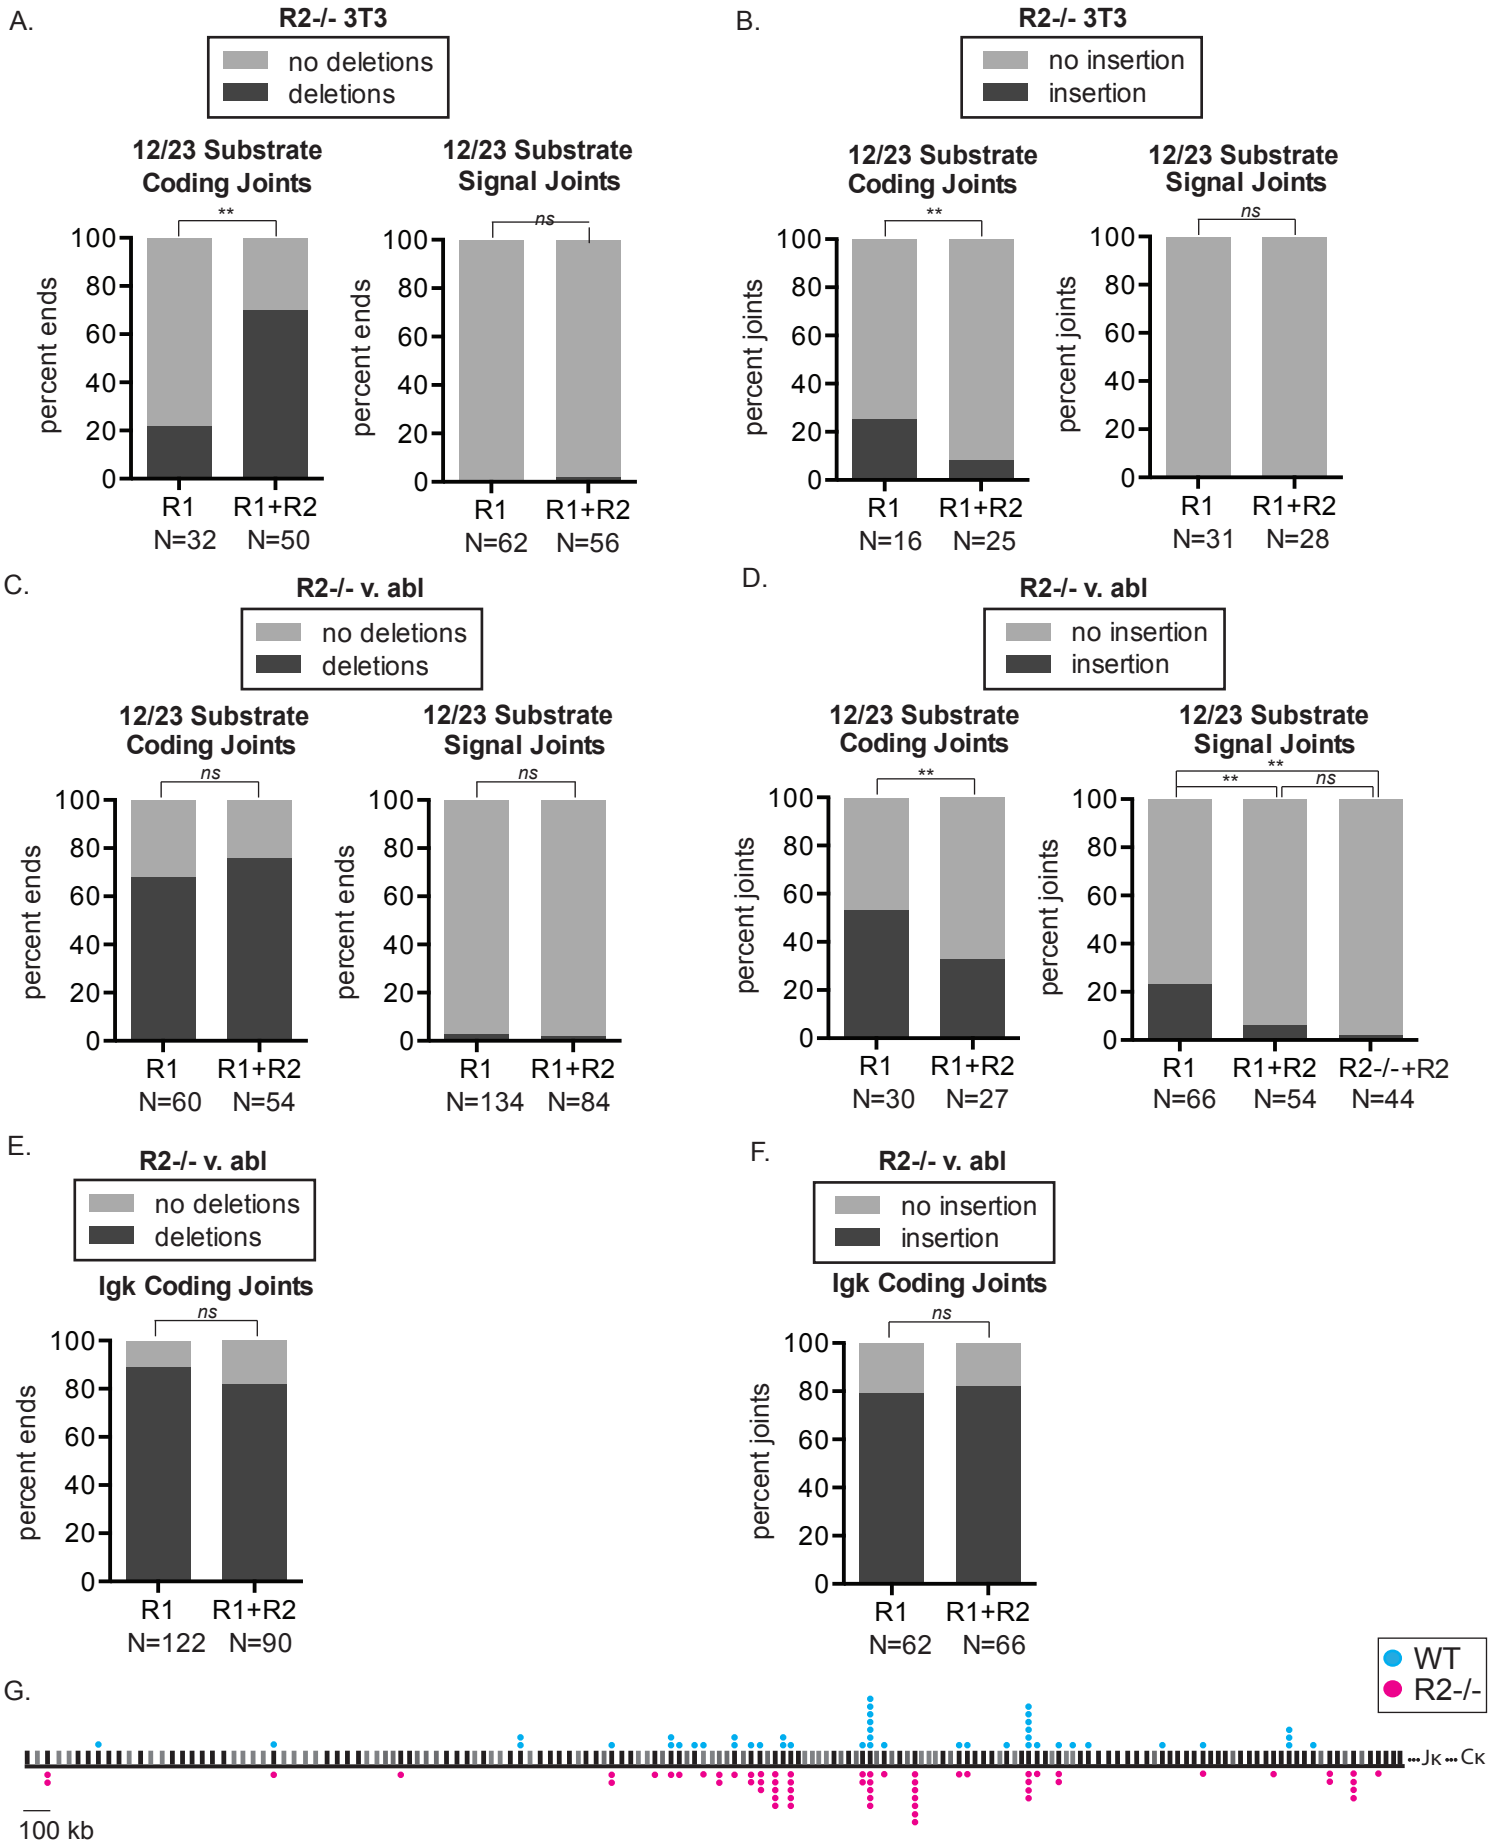 A.
R2-/- 3T3
no deletions
deletions
12/23 Substrate
Coding Joints
**
percent ends
100
80
60
40
20
0
R1
R1+R2
N=32
N=50
12/23 Substrate
Signal Joints
ns
percent ends
100
80
60
40
20
0
R1
R1+R2
N=62
N=56
B.
R2-/- 3T3
no insertion
insertion
12/23 Substrate
Coding Joints
**
percent joints
100
80
60
40
20
0
R1
R1+R2
N=16
N=25
12/23 Substrate
Signal Joints
ns
percent joints
100
80
60
40
20
0
R1
R1+R2
N=31
N=28
C.
R2-/- v. abl
no deletions
deletions
12/23 Substrate
Coding Joints
ns
percent ends
100
80
60
40
20
0
R1
R1+R2
N=60
N=54
12/23 Substrate
Signal Joints
ns
percent ends
100
80
60
40
20
0
R1
R1+R2
N=134
N=84
D.
R2-/- v. abl
no insertion
insertion
12/23 Substrate
Coding Joints
**
percent joints
100
80
60
40
20
0
R1
R1+R2
N=30
N=27
12/23 Substrate
Signal Joints
**
**
ns
percent joints
100
80
60
40
20
0
R1
R1+R2
R2-/-+R2
N=66
N=54
N=44
E.
R2-/- v. abl
no deletions
deletions
Igk Coding Joints
ns
percent ends
100
80
60
40
20
0
R1
R1+R2
N=122
N=90
F.
R2-/- v. abl
no insertion
insertion
Igk Coding Joints
ns
percent joints
100
80
60
40
20
0
R1
R1+R2
N=62
N=66
G.
WT
R2-/-
···Jκ···Cκ
100 kb